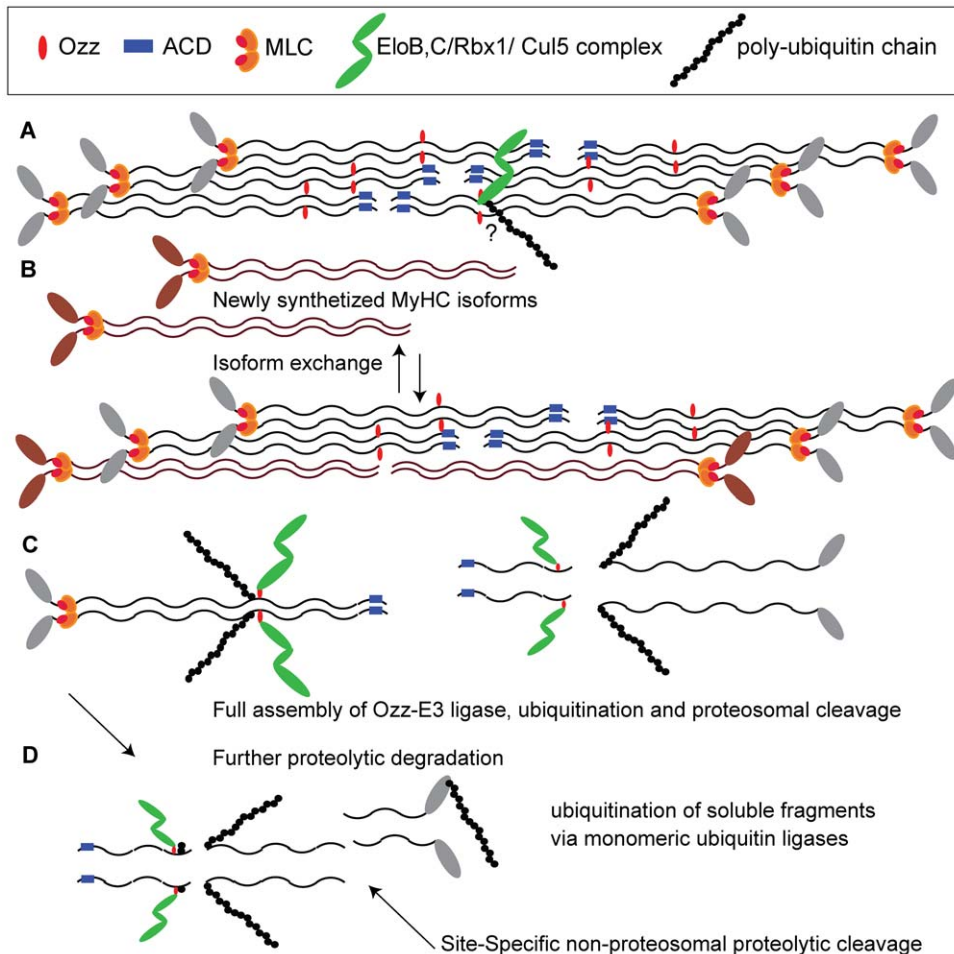 Ozz ACD MLC EloB,C/Rbx1/ Cul5 complex poly-ubiquitin chain
A
?
B
Newly synthetized MyHC isoforms
Isoform exchange
C
Full assembly of Ozz-E3 ligase, ubiquitination and proteosomal cleavage
D
Further proteolytic degradation
ubiquitination of soluble fragments
via monomeric ubiquitin ligases
Site-Specific non-proteosomal proteolytic cleavage